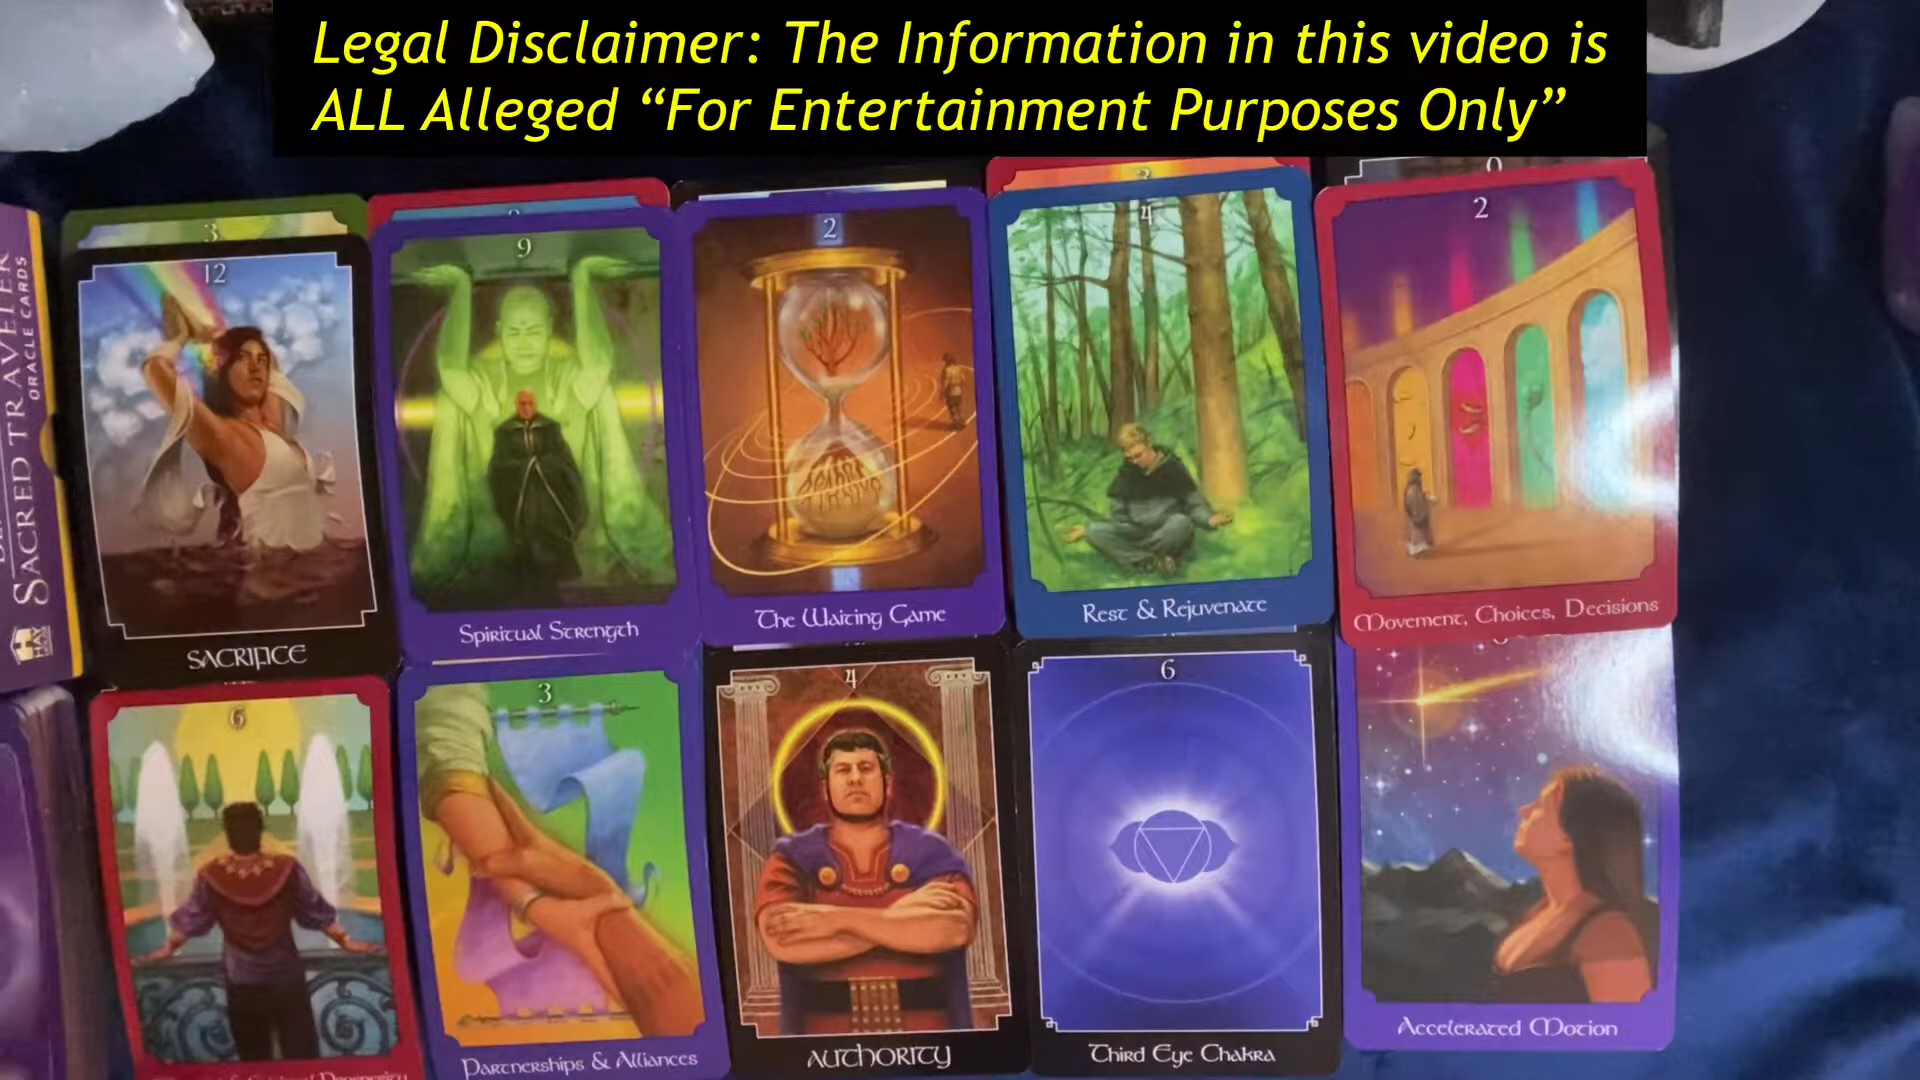 Legal Disclaimer: The Information in this video is
ALL Alleged “For Entertainment Purposes Only”
SACRED TRAVELER
ORACLE CARDS
HAY
3
12
SACRIFICE
9
Spiritual Strength
2
The Waiting Game
4
Rest & Rejuvenate
2
Movement, Choices, Decisions
6
3
Partnerships & Alliances
4
AUTHORITY
6
Third Eye Chakra
Accelerated Motion